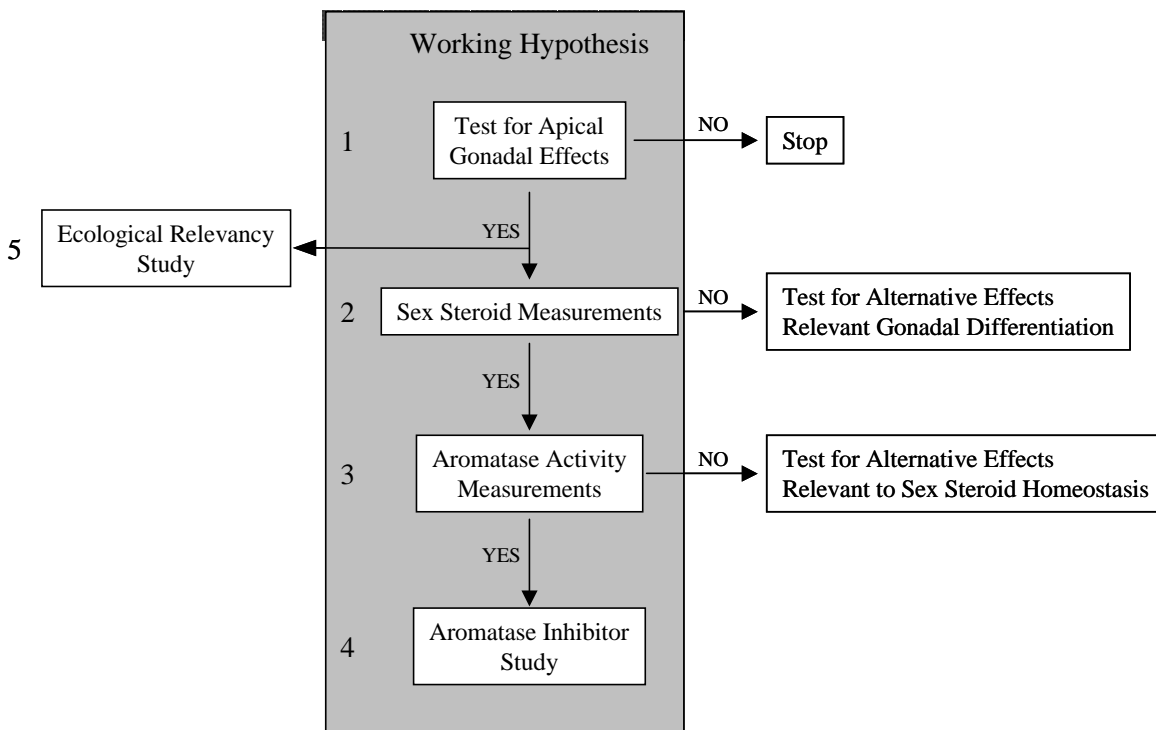 Working Hypothesis
1
Test for Apical
Gonadal Effects
NO
Stop
YES
5
Ecological Relevancy
Study
2
Sex Steroid Measurements
NO
Test for Alternative Effects
Relevant Gonadal Differentiation
YES
3
Aromatase Activity
Measurements
NO
Test for Alternative Effects
Relevant to Sex Steroid Homeostasis
YES
4
Aromatase Inhibitor
Study